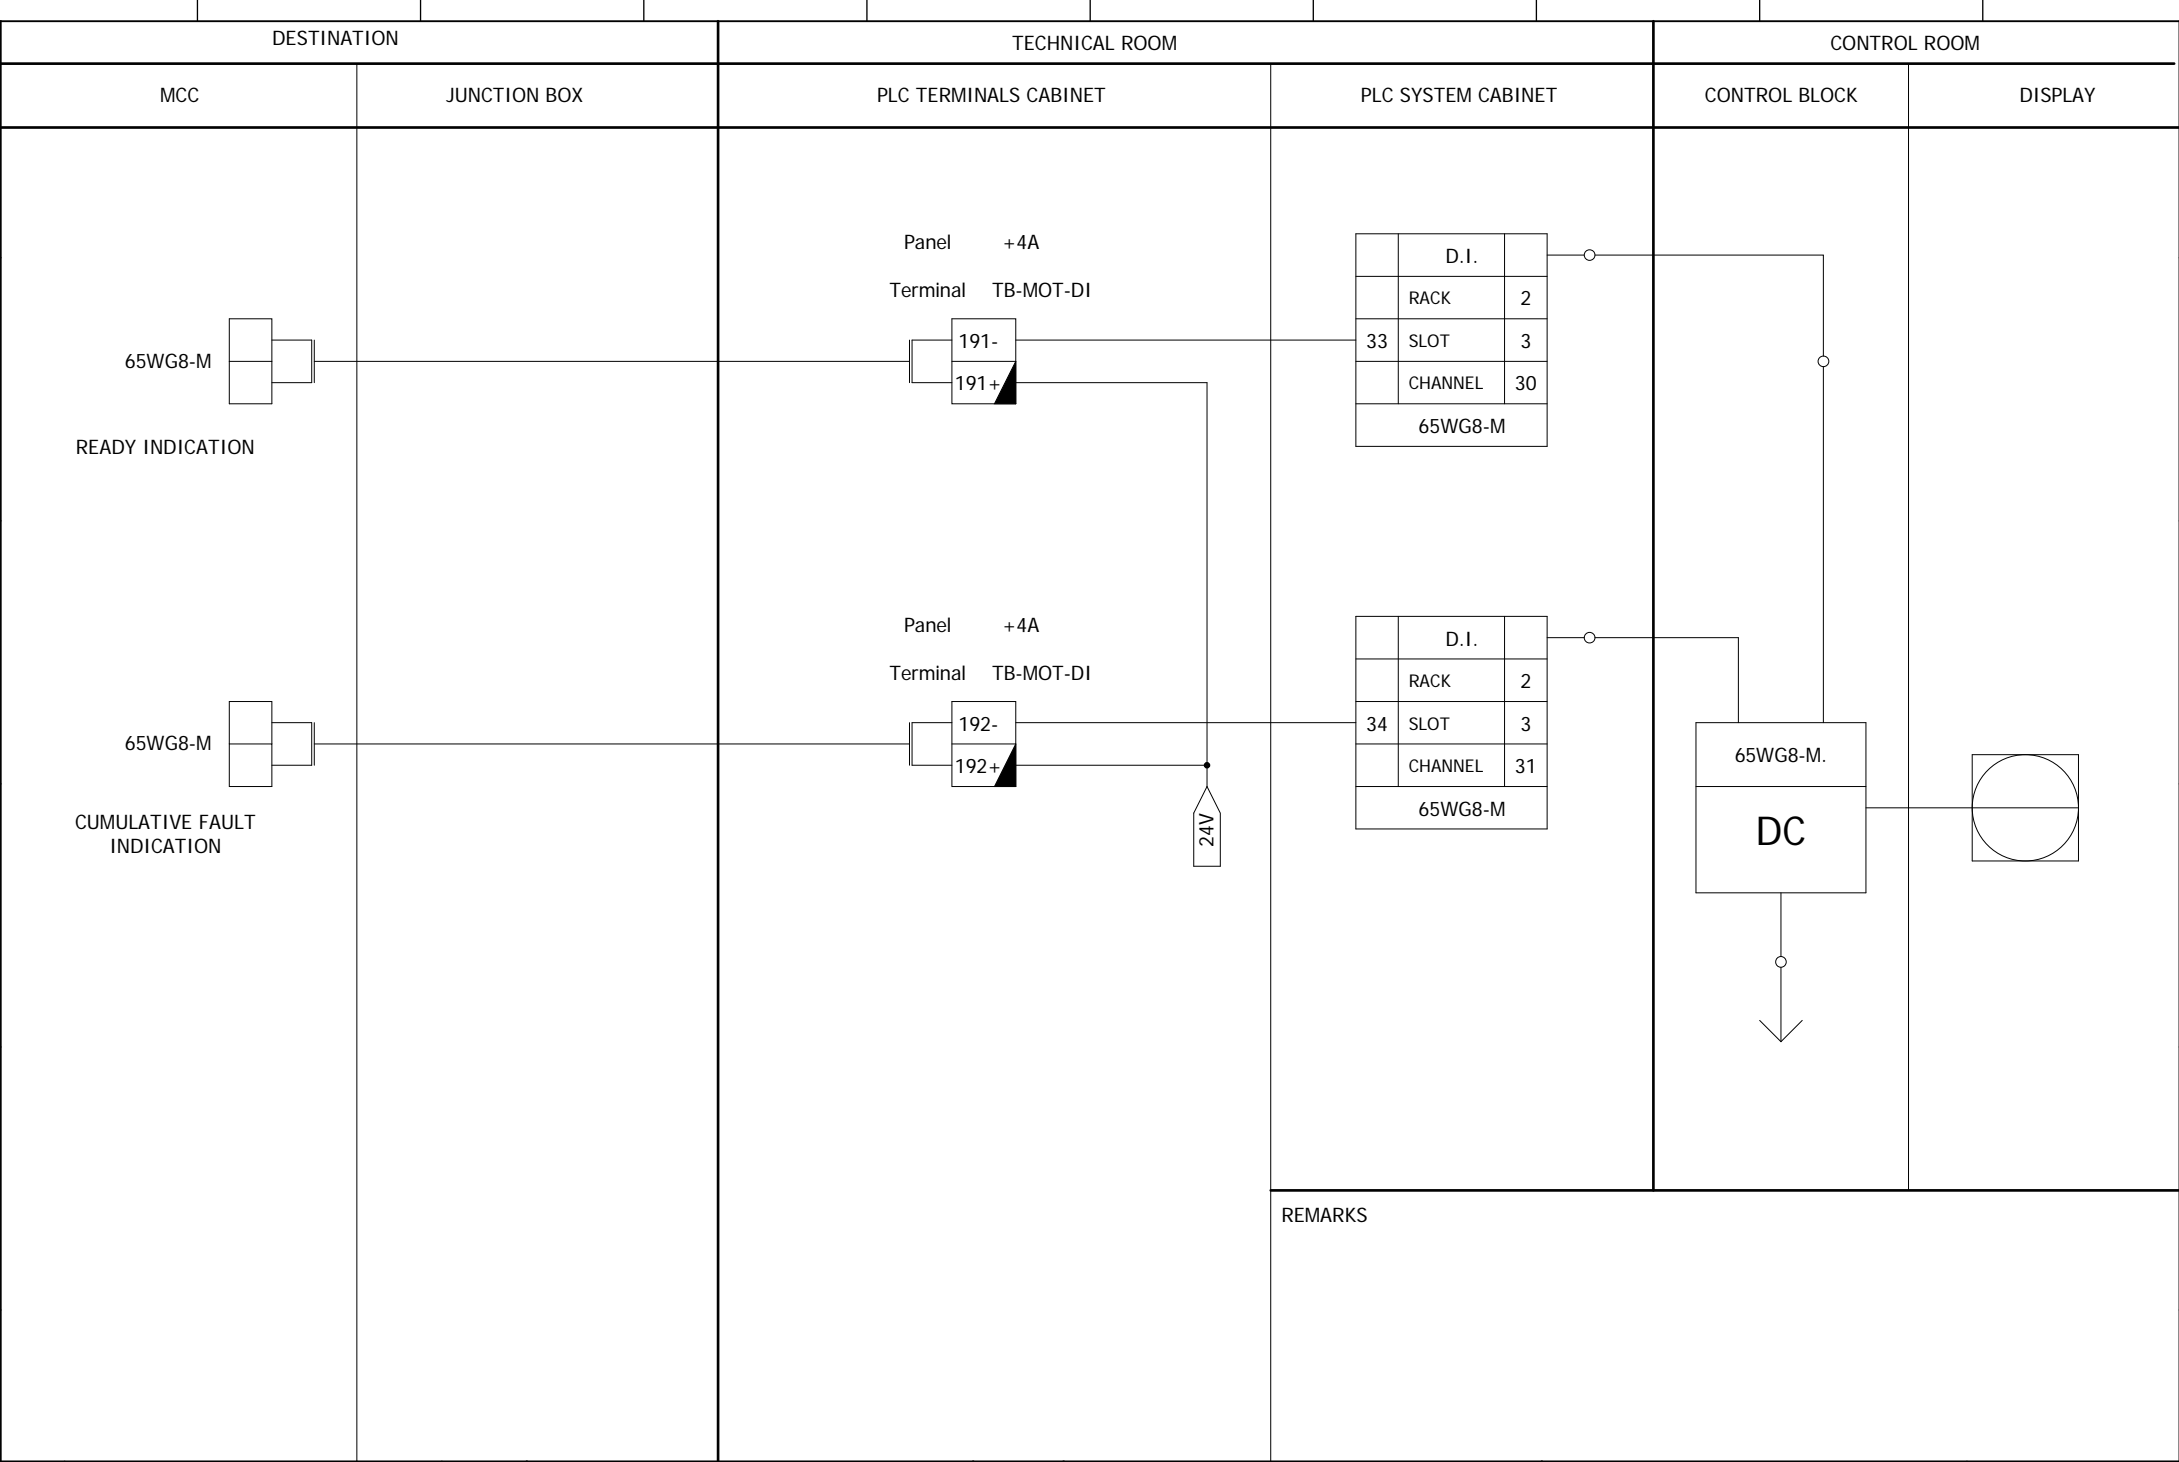 DESTINATION
TECHNICAL ROOM
CONTROL ROOM
MCC
JUNCTION BOX
PLC TERMINALS CABINET
PLC SYSTEM CABINET
CONTROL BLOCK
DISPLAY
Panel +4A
Terminal TB-MOT-DI
65WG8-M
READY INDICATION
191-
191+
D.I.
RACK 2
33 SLOT 3
CHANNEL 30
65WG8-M
Panel +4A
Terminal TB-MOT-DI
65WG8-M
CUMULATIVE FAULT
INDICATION
192-
192+
24V
D.I.
RACK 2
34 SLOT 3
CHANNEL 31
65WG8-M
65WG8-M.
DC
REMARKS